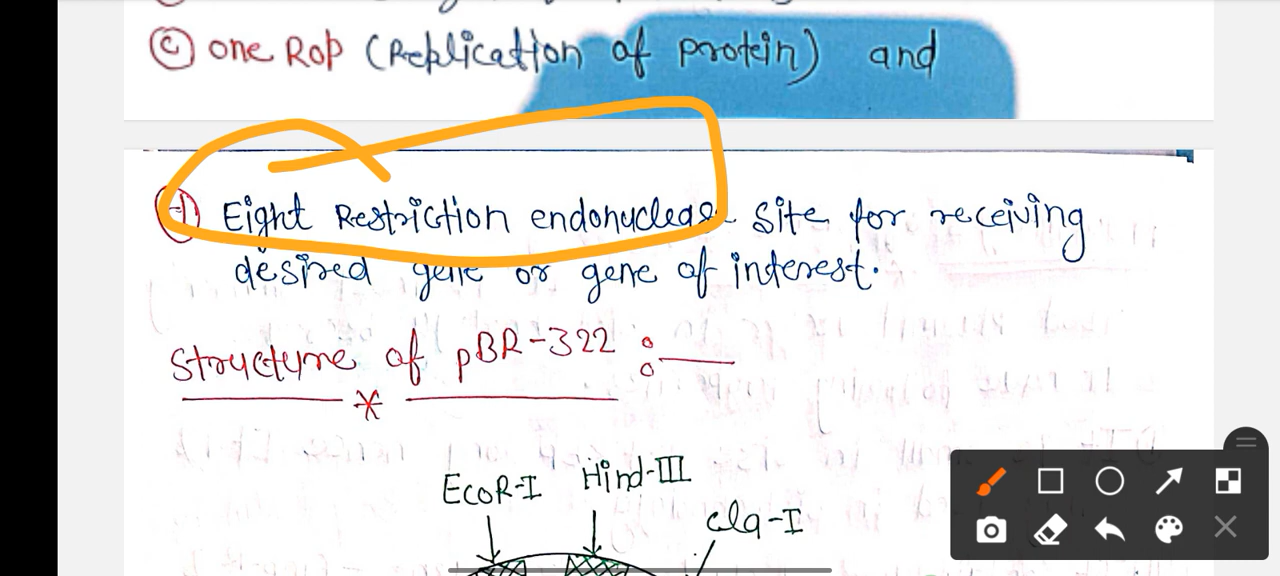 (c) one Rop (Replication of protein) and
(d) Eight Restriction endonuclease site for receiving
desired gene or gene of interest.
Structure of pBR-322 :—
EcoR-I Hind-III
cla-I